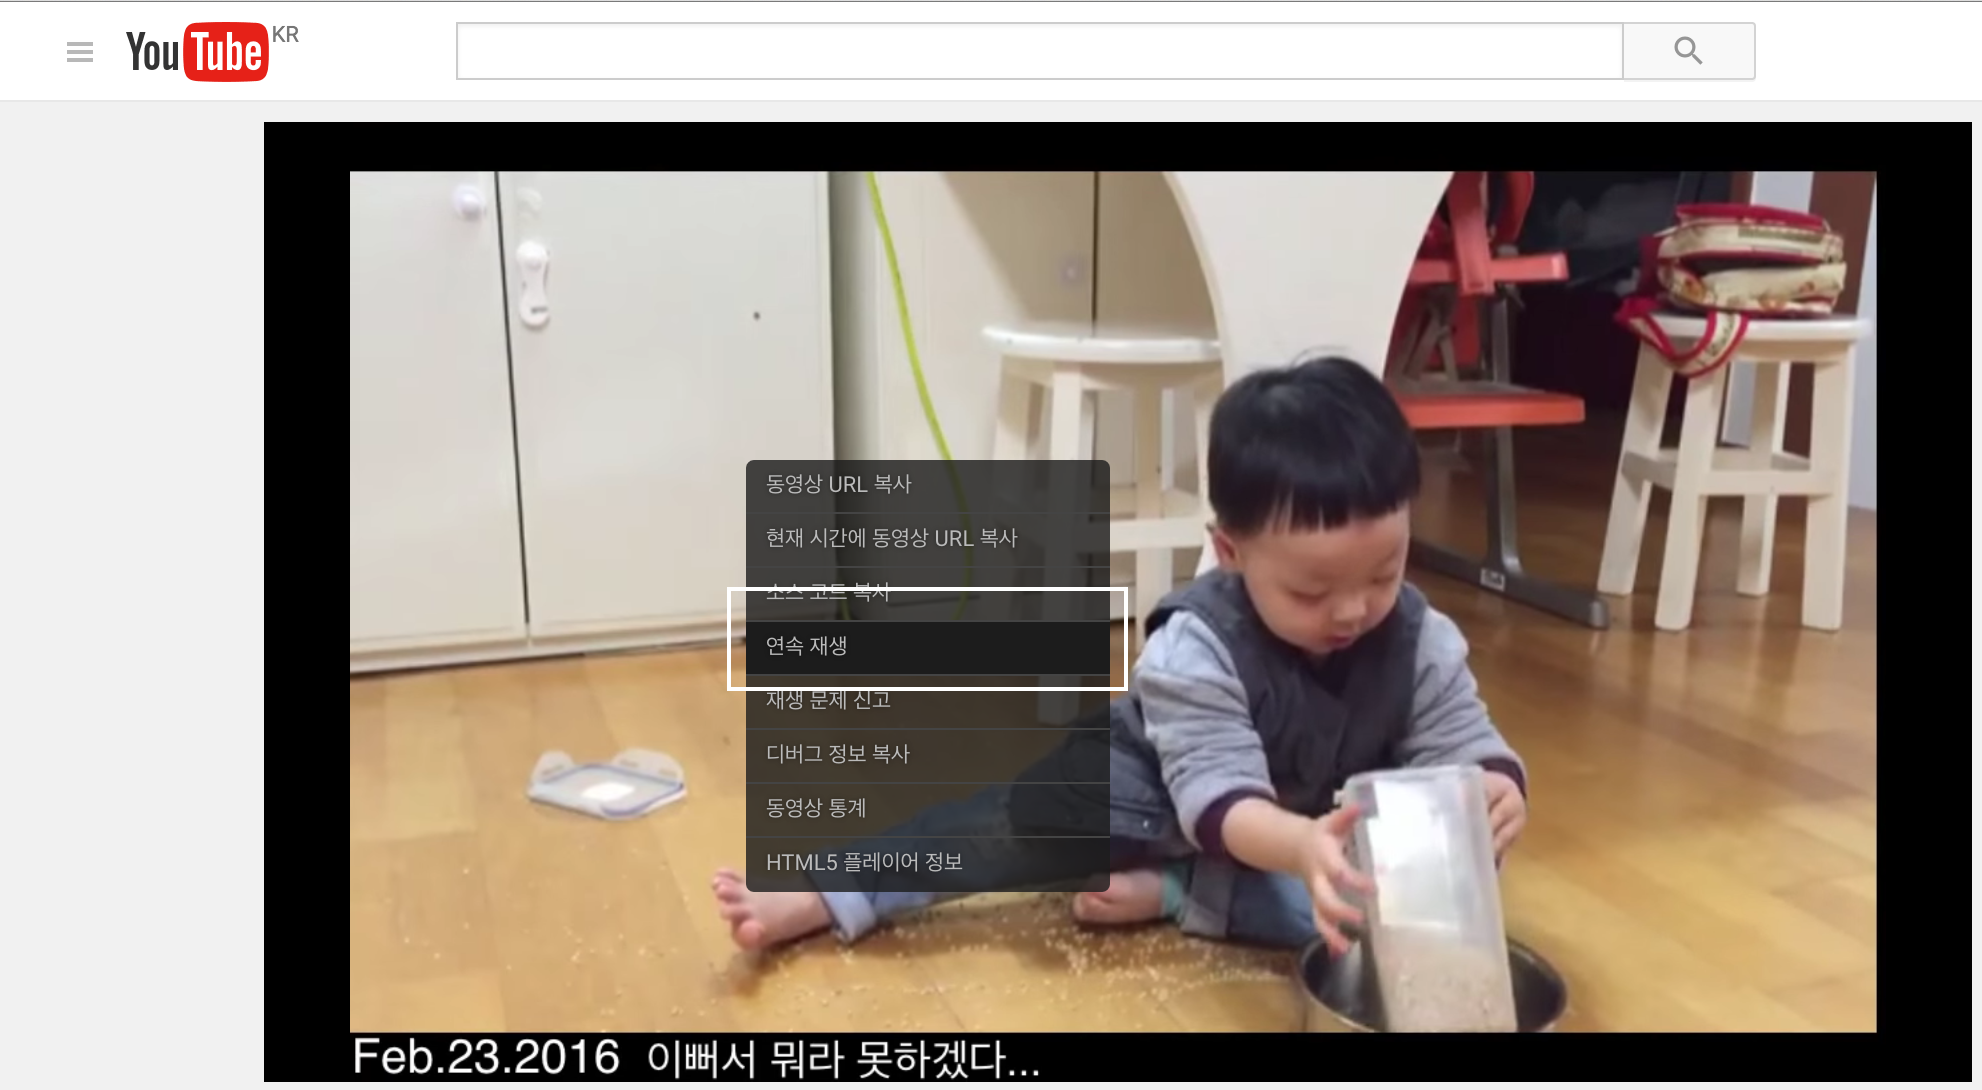 YouTube KR
동영상 URL 복사
현재 시간에 동영상 URL 복사
소스 코드 복사
연속 재생
재생 문제 신고
디버그 정보 복사
동영상 통계
HTML5 플레이어 정보
Feb.23.2016 이뻐서 뭐라 못하겠다...